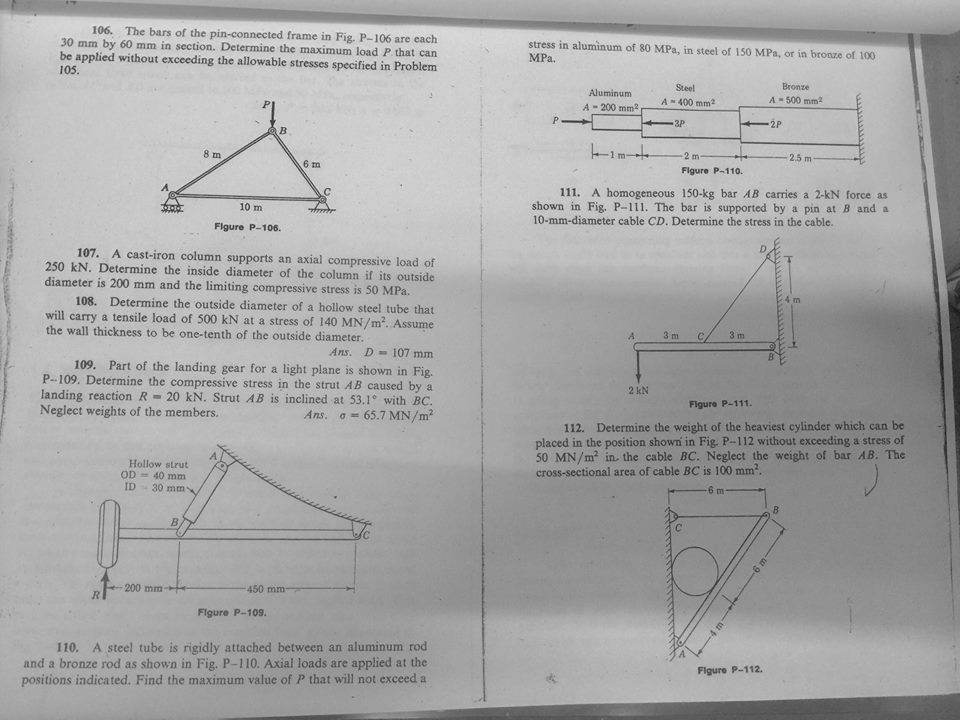 106. The bars of the pin-connected frame in Fig. P-106 are each
30 mm by 60 mm in section. Determine the maximum load P that can
be applied without exceeding the allowable stresses specified in Problem
105.
P
B
8 m
6 m
A
C
10 m
Figure P-106.
107. A cast-iron column supports an axial compressive load of
250 kN. Determine the inside diameter of the column if its outside
diameter is 200 mm and the limiting compressive stress is 50 MPa.
108. Determine the outside diameter of a hollow steel tube that
will carry a tensile load of 500 kN at a stress of 140 MN/m². Assume
the wall thickness to be one-tenth of the outside diameter.
Ans. D = 107 mm
109. Part of the landing gear for a light plane is shown in Fig.
P-109. Determine the compressive stress in the strut AB caused by a
landing reaction R = 20 kN. Strut AB is inclined at 53.1° with BC.
Neglect weights of the members. Ans. σ = 65.7 MN/m²
A
Hollow strut
OD = 40 mm
ID = 30 mm
B
C
R
200 mm
450 mm
Figure P-109.
110. A steel tube is rigidly attached between an aluminum rod
and a bronze rod as shown in Fig. P-110. Axial loads are applied at the
positions indicated. Find the maximum value of P that will not exceed a
stress in aluminum of 80 MPa, in steel of 150 MPa, or in bronze of 100
MPa.
Aluminum
A = 200 mm²
Steel
A = 400 mm²
Bronze
A = 500 mm²
P
3P
2P
1 m
2 m
2.5 m
Figure P-110.
111. A homogeneous 150-kg bar AB carries a 2-kN force as
shown in Fig. P-111. The bar is supported by a pin at B and a
10-mm-diameter cable CD. Determine the stress in the cable.
D
4 m
A
3 m
C
3 m
B
2 kN
Figure P-111.
112. Determine the weight of the heaviest cylinder which can be
placed in the position shown in Fig. P-112 without exceeding a stress of
50 MN/m² in the cable BC. Neglect the weight of bar AB. The
cross-sectional area of cable BC is 100 mm².
6 m
B
C
6 m
4 m
A
Figure P-112.